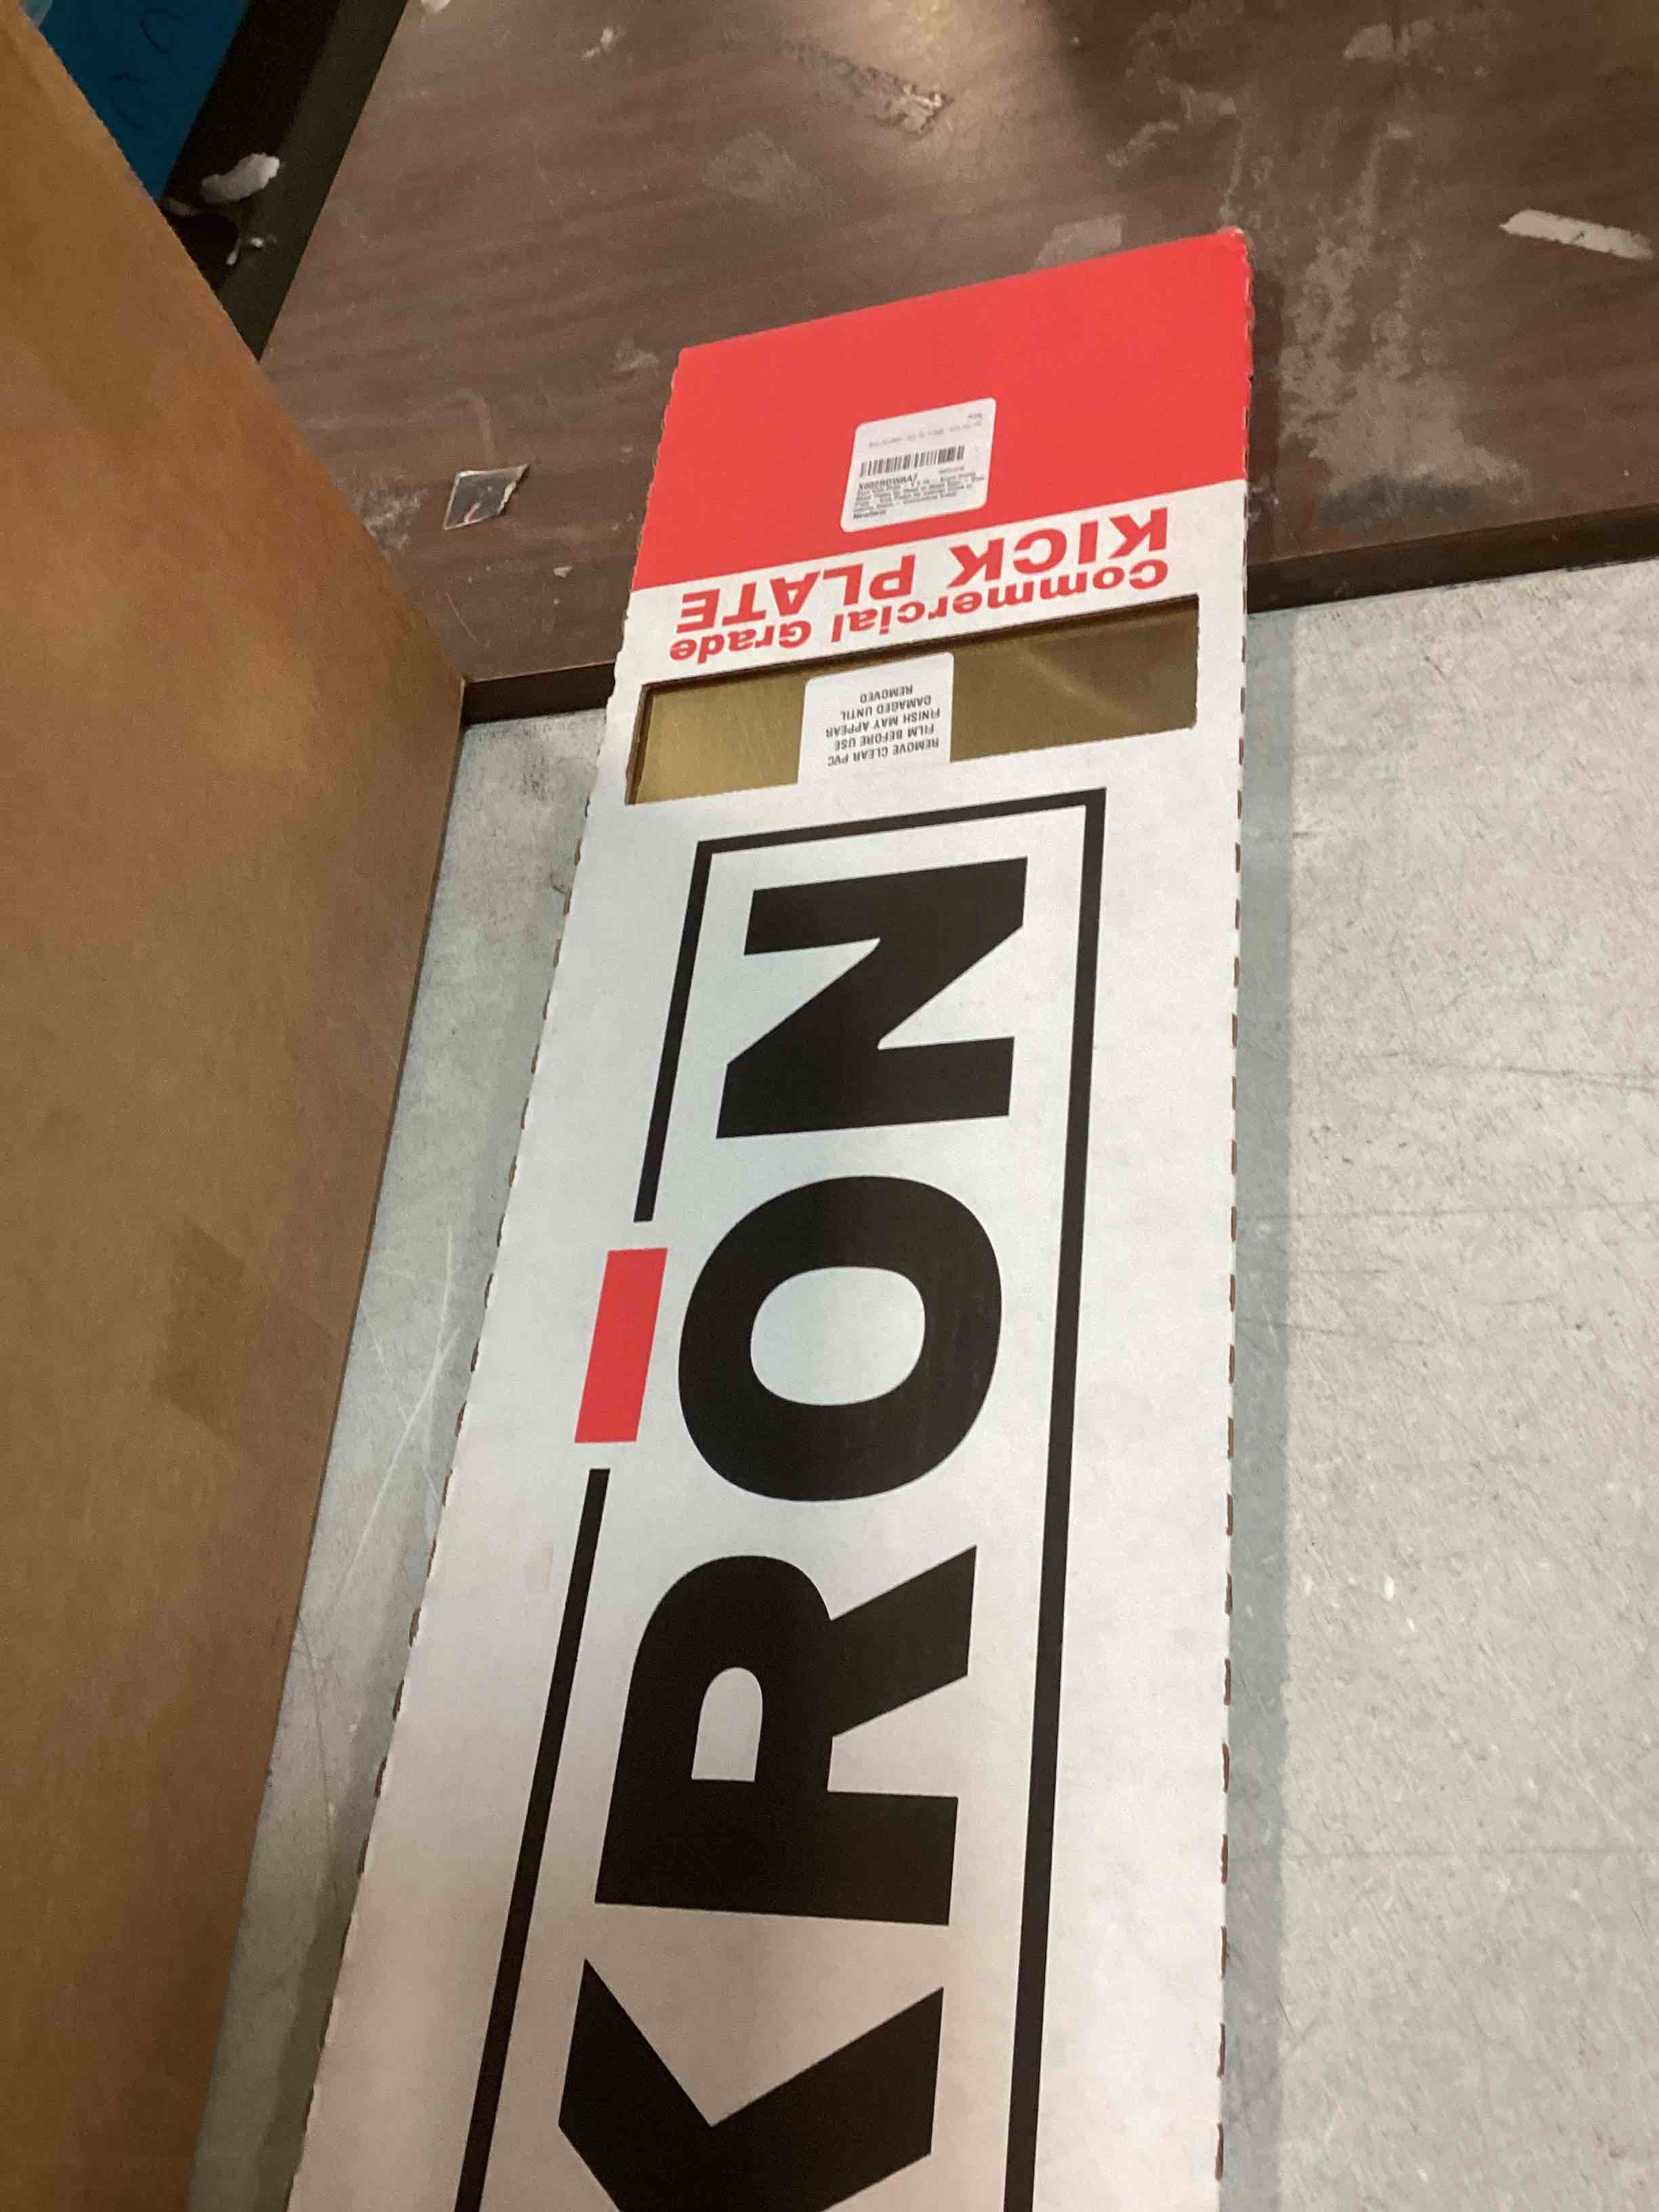 KRŌN
REMOVE CLEAR PVC
FILM BEFORE USE
FINISH MAY APPEAR
DAMAGED UNTIL
REMOVED
Commercial Grade
KICK PLATE